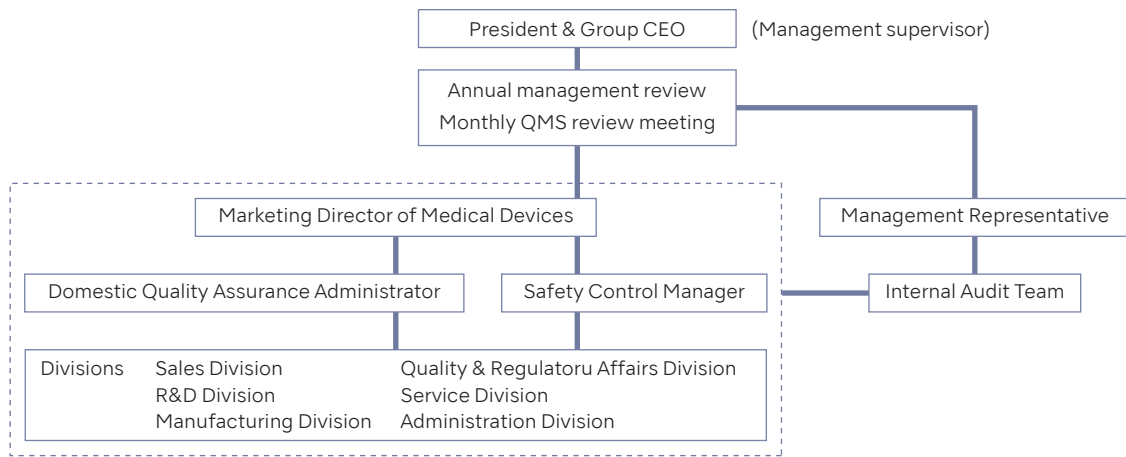 President & Group CEO
(Management supervisor)
Annual management review
Monthly QMS review meeting
Marketing Director of Medical Devices
Management Representative
Domestic Quality Assurance Administrator
Safety Control Manager
Internal Audit Team
Divisions
Sales Division
Quality & Regulatoru Affairs Division
R&D Division
Service Division
Manufacturing Division
Administration Division